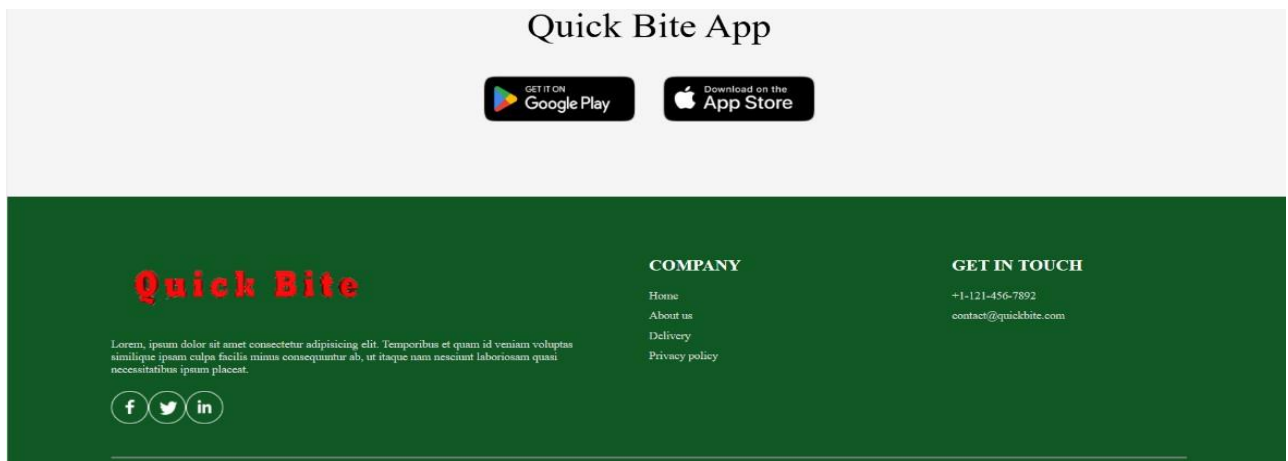 Quick Bite App
GET IT ON
Google Play
Download on the
App Store
Quick Bite
Lorem, ipsum dolor sit amet consectetur adipisicing elit. Temporibus et quam id veniam voluptas
similique ipsam culpa facilis minus consequuntur ab, ut itaque nam nesciunt laboriosam quasi
necessitatibus ipsum placeat.
f
in
COMPANY
Home
About us
Delivery
Privacy policy
GET IN TOUCH
+1-121-456-7892
contact@quickbite.com